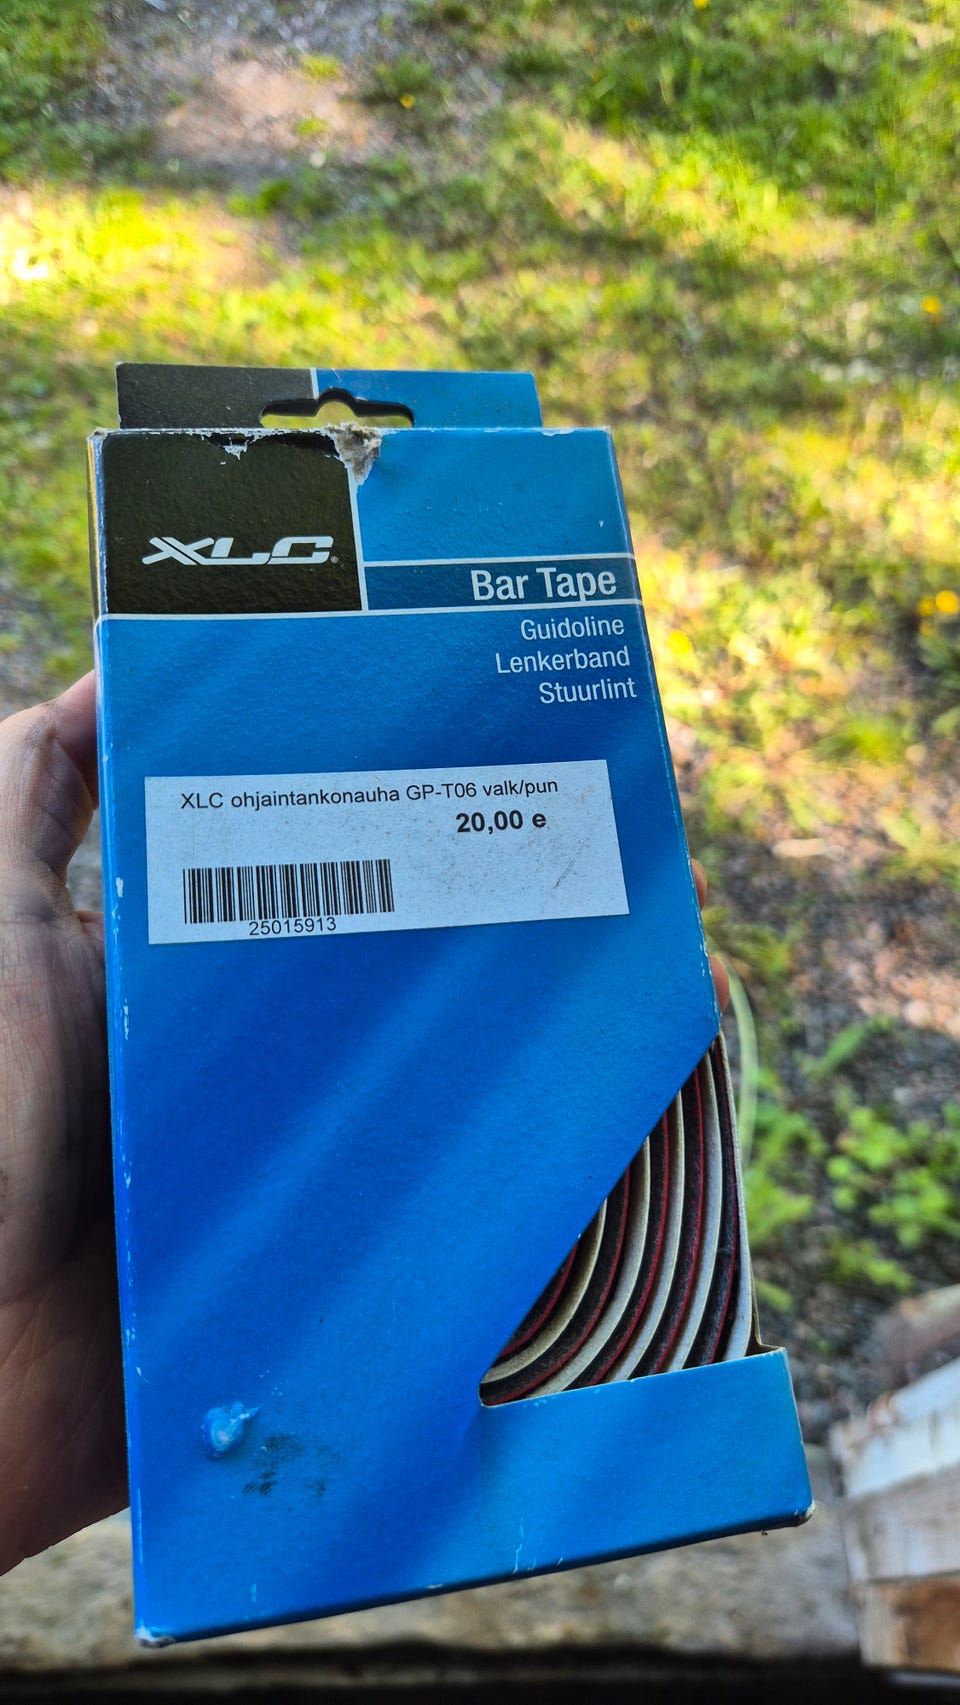 XLC®
Bar Tape
Guidoline
Lenkerband
Stuurlint
XLC ohjaintankonauha GP-T06 valk/pun
20,00 e
25015913